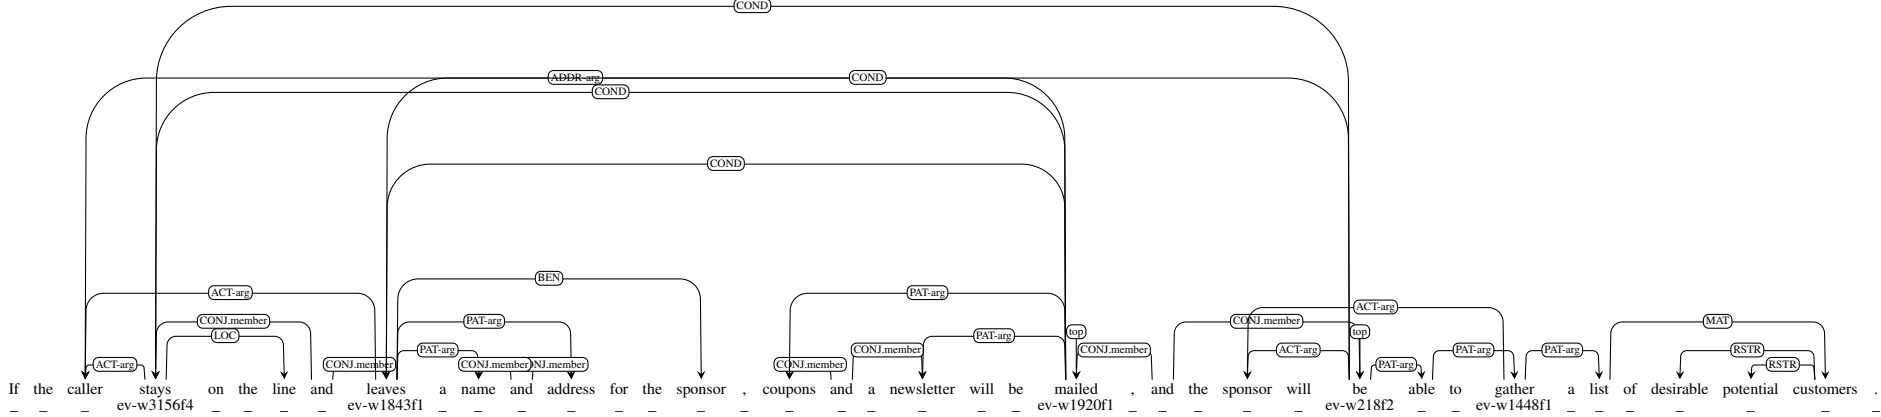 COND
ADDR-arg COND
COND
COND
BEN
ACT-arg PAT-arg
ACT-arg
CONJ.member PAT-arg CONJ.member MAT
LOC PAT-arg top top
PAT-arg CONJ.member CONJ.member ACT-arg PAT-arg PAT-arg RSTR
ACT-arg CONJ.member CONJ.member NJ.member CONJ.member PAT-arg RSTR
If the caller stays on the line and leaves a name and address for the sponsor , coupons and a newsletter will be mailed , and the sponsor will be able to gather a list of desirable potential customers .
_ _ _ ev-w3156f4 _ _ _ _ ev-w1843f1 _ _ _ _ _ _ _ _ _ _ _ _ _ _ ev-w1920f1 _ _ _ _ _ ev-w218f2 _ _ ev-w1448f1 _ _ _ _ _ _ _